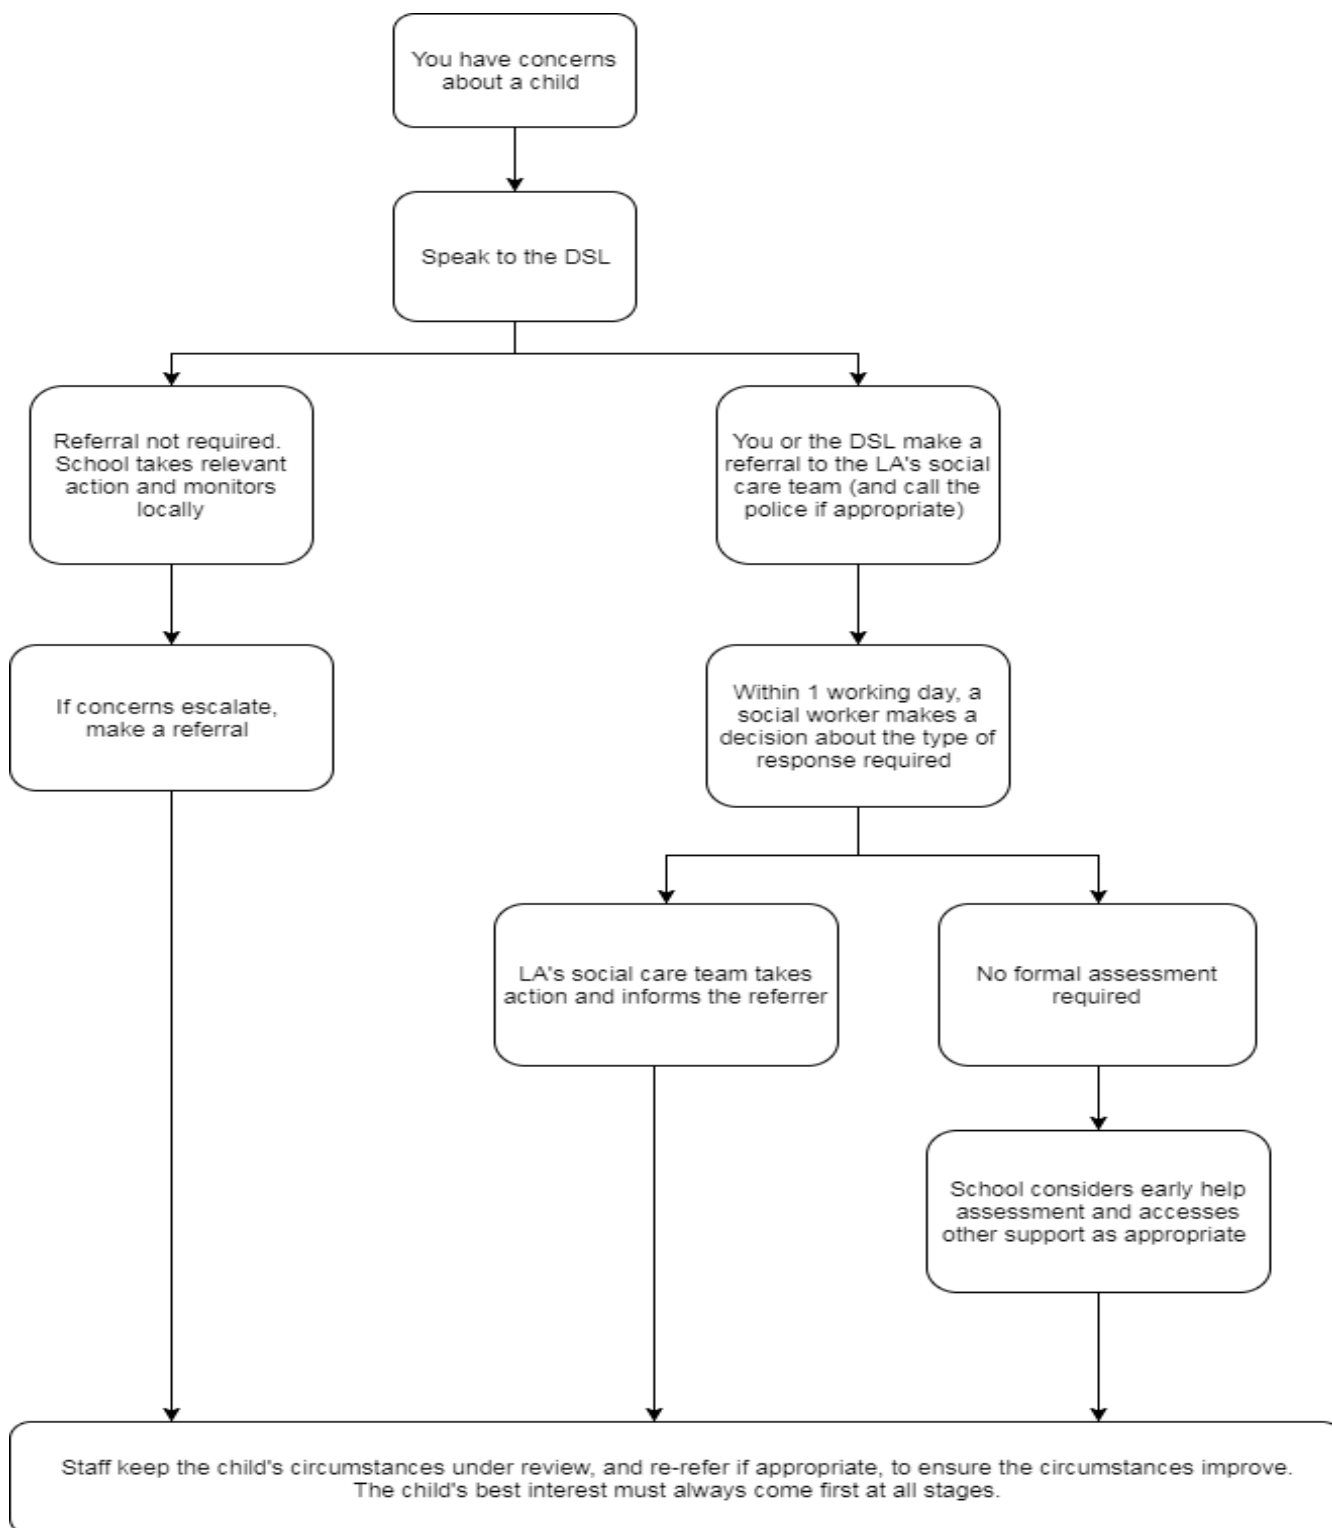 You have concerns
about a child
Speak to the DSL
Referral not required.
School takes relevant
action and monitors
locally
You or the DSL make a
referral to the LA's social
care team (and call the
police if appropriate)
If concerns escalate,
make a referral
Within 1 working day, a
social worker makes a
decision about the type of
response required
LA's social care team takes
action and informs the referrer
No formal assessment
required
School considers early help
assessment and accesses
other support as appropriate
Staff keep the child's circumstances under review, and re-refer if appropriate, to ensure the circumstances improve.
The child's best interest must always come first at all stages.